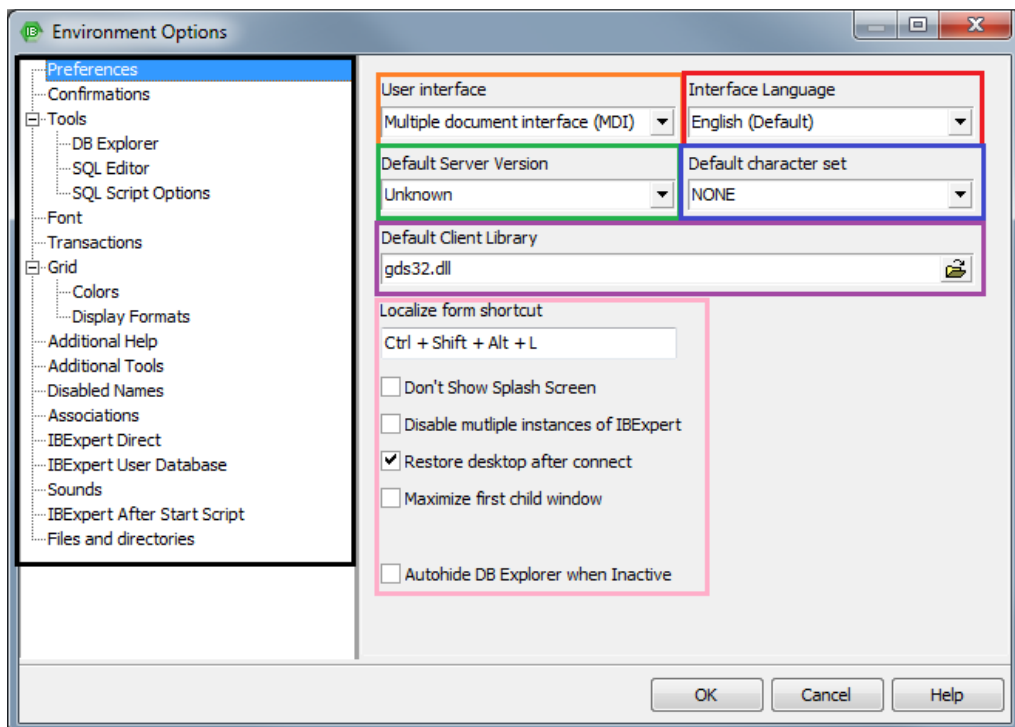 Environment Options
Preferences
Confirmations
Tools
DB Explorer
SQL Editor
SQL Script Options
Font
Transactions
Grid
Colors
Display Formats
Additional Help
Additional Tools
Disabled Names
Associations
IBExpert Direct
IBExpert User Database
Sounds
IBExpert After Start Script
Files and directories
User interface
Multiple document interface (MDI)
Interface Language
English (Default)
Default Server Version
Unknown
Default character set
NONE
Default Client Library
gds32.dll
Localize form shortcut
Ctrl + Shift + Alt + L
Don't Show Splash Screen
Disable mutliple instances of IBExpert
Restore desktop after connect
Maximize first child window
Autohide DB Explorer when Inactive
OK
Cancel
Help